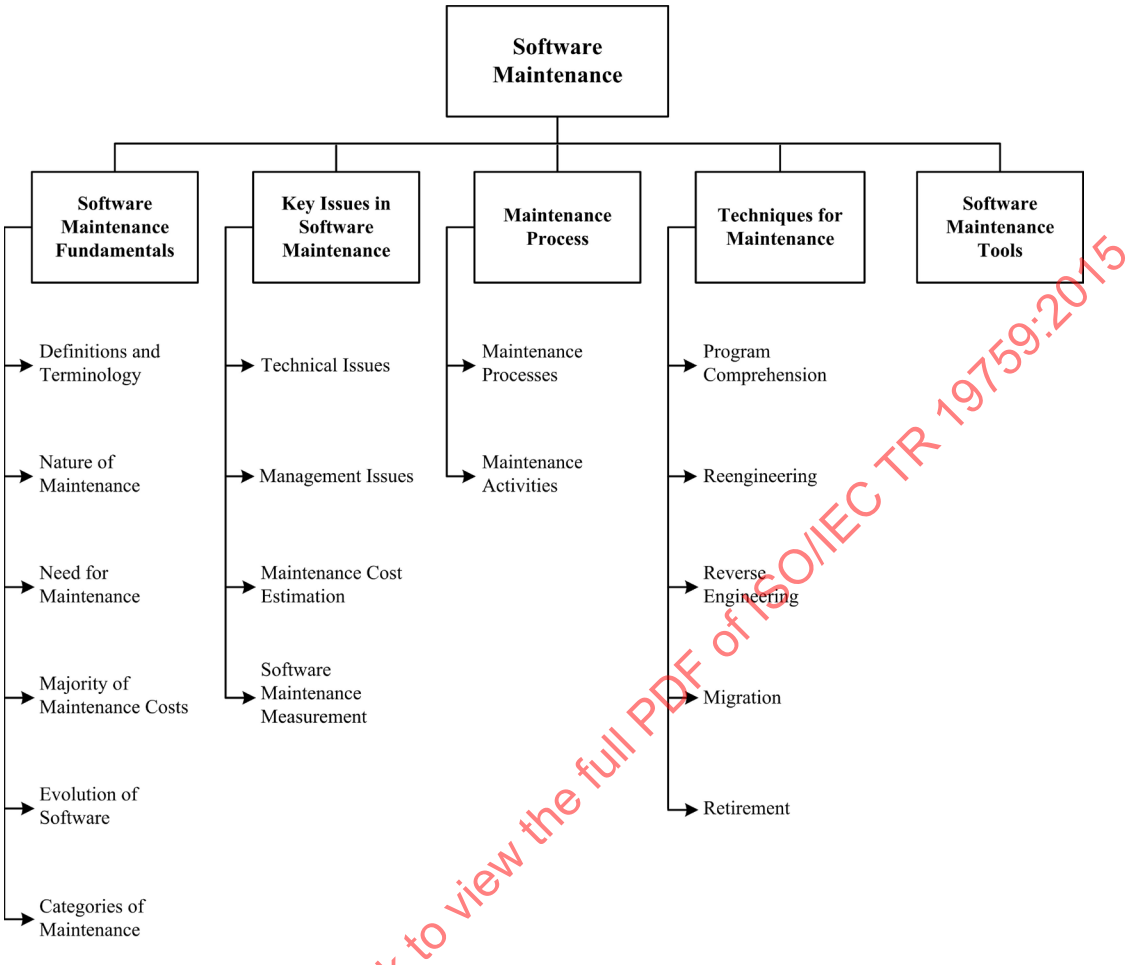 Software
Maintenance
Software
Maintenance
Fundamentals
Definitions and
Terminology
Nature of
Maintenance
Need for
Maintenance
Majority of
Maintenance Costs
Evolution of
Software
Categories of
Maintenance
Key Issues in
Software
Maintenance
Technical Issues
Management Issues
Maintenance Cost
Estimation
Software
Maintenance
Measurement
Maintenance
Process
Maintenance
Processes
Maintenance
Activities
Techniques for
Maintenance
Program
Comprehension
Reengineering
Reverse
Engineering
Migration
Retirement
Software
Maintenance
Tools
to view the full PDF of ISO/IEC TR 19759:2015